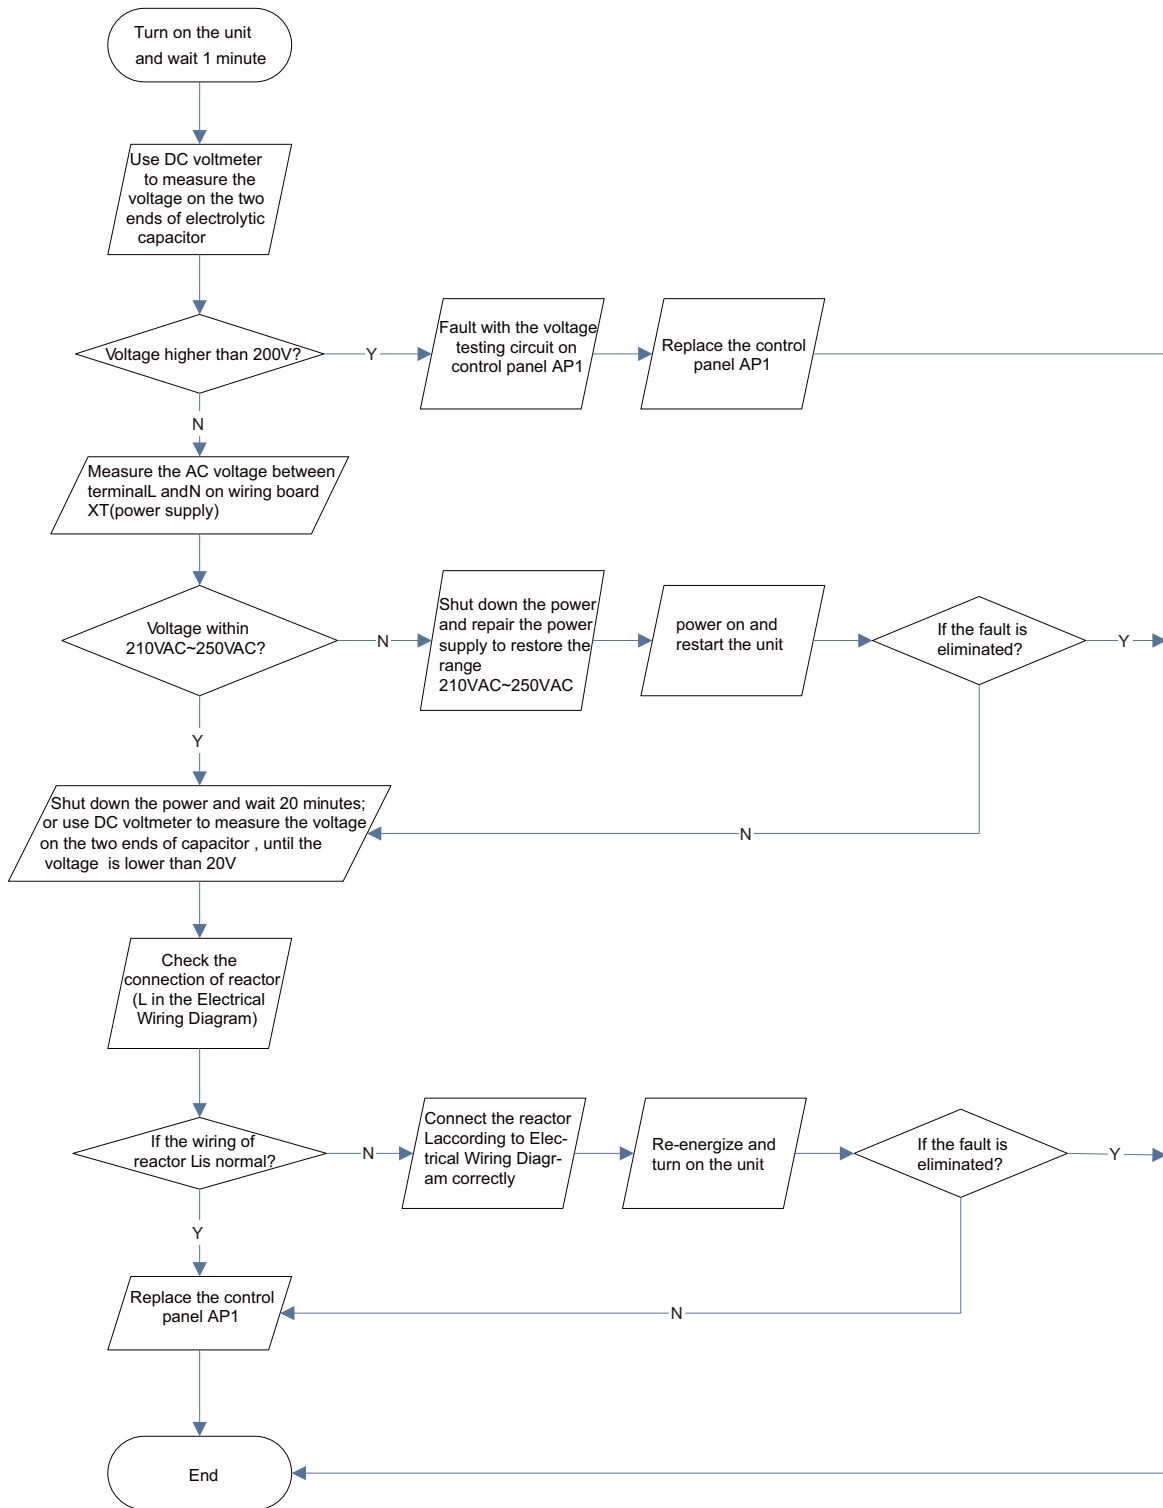 Turn on the unit
and wait 1 minute
Use DC voltmeter
to measure the
voltage on the two
ends of electrolytic
capacitor
Voltage higher than 200V?
Y
Fault with the voltage
testing circuit on
control panel AP1
Replace the control
panel AP1
N
Measure the AC voltage between
terminalL andN on wiring board
XT(power supply)
Voltage within
210VAC~250VAC?
N
Shut down the power
and repair the power
supply to restore the
range
210VAC~250VAC
power on and
restart the unit
If the fault is
eliminated?
Y
Y
N
Shut down the power and wait 20 minutes;
or use DC voltmeter to measure the voltage
on the two ends of capacitor , until the
voltage is lower than 20V
Check the
connection of reactor
(L in the Electrical
Wiring Diagram)
If the wiring of
reactor Lis normal?
N
Connect the reactor
Laccording to Elec-
trical Wiring Diagr-
am correctly
Re-energize and
turn on the unit
If the fault is
eliminated?
Y
Y
N
Replace the control
panel AP1
End